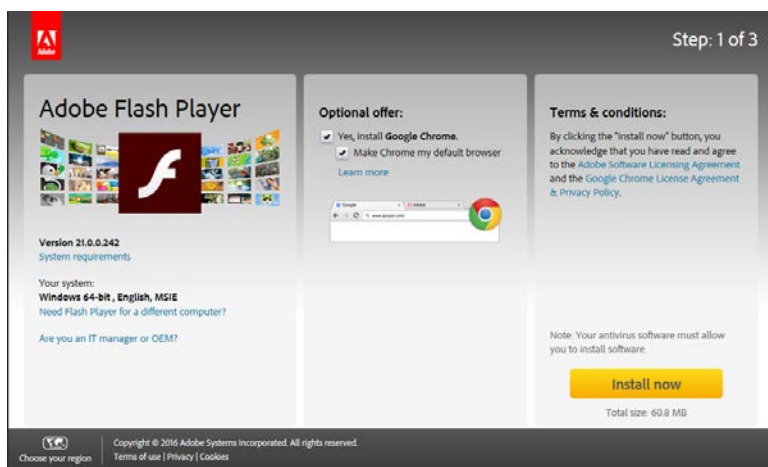 Adobe
Step: 1 of 3
Adobe Flash Player
Version 21.0.0.242
System requirements
Your system:
Windows 64-bit , English, MSIE
Need Flash Player for a different computer?
Are you an IT manager or OEM?
Optional offer:
Yes, install Google Chrome.
Make Chrome my default browser
Learn more
Google
Adobe
Terms & conditions:
By clicking the "Install now" button, you
acknowledge that you have read and agree
to the Adobe Software Licensing Agreement
and the Google Chrome License Agreement
& Privacy Policy.
Note: Your antivirus software must allow
you to install software.
Install now
Total size: 60.8 MB
Choose your region
Copyright © 2016 Adobe Systems Incorporated. All rights reserved.
Terms of use | Privacy | Cookies